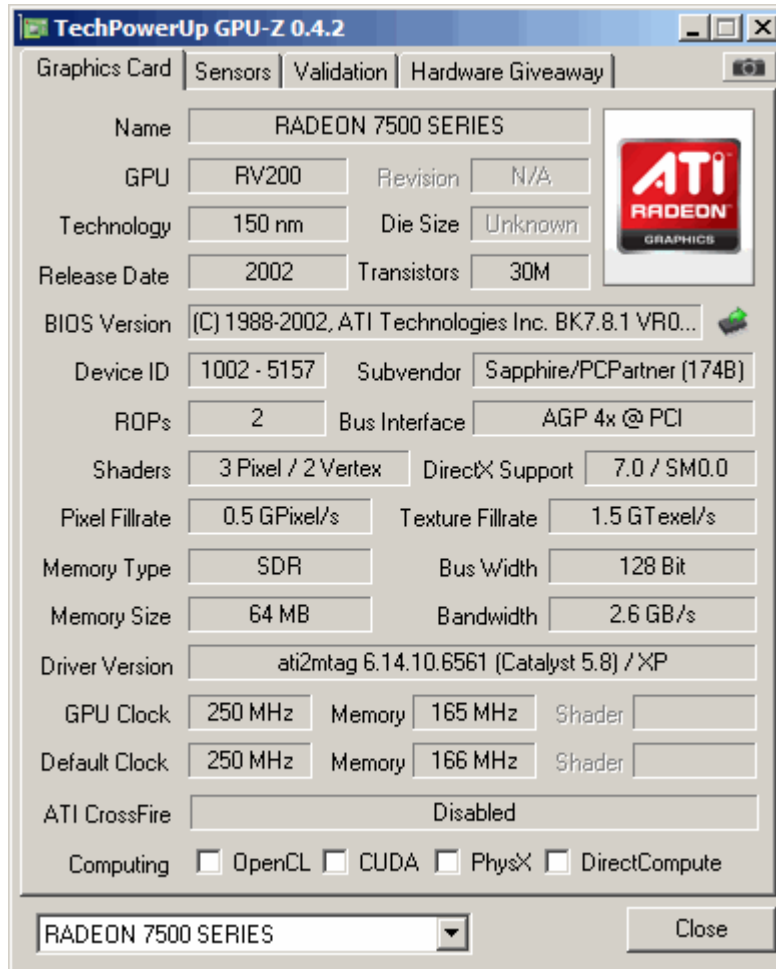 TechPowerUp GPU-Z 0.4.2
Graphics Card Sensors Validation Hardware Giveaway
Name RADEON 7500 SERIES
ATI
RADEON
GRAPHICS
GPU RV200 Revision N/A
Technology 150 nm Die Size Unknown
Release Date 2002 Transistors 30M
BIOS Version (C) 1988-2002, ATI Technologies Inc. BK7.8.1 VR0...
Device ID 1002 - 5157 Subvendor Sapphire/PCPartner (174B)
ROPs 2 Bus Interface AGP 4x @ PCI
Shaders 3 Pixel / 2 Vertex DirectX Support 7.0 / SM0.0
Pixel Fillrate 0.5 GPixel/s Texture Fillrate 1.5 GTexel/s
Memory Type SDR Bus Width 128 Bit
Memory Size 64 MB Bandwidth 2.6 GB/s
Driver Version ati2mtag 6.14.10.6561 (Catalyst 5.8) / XP
GPU Clock 250 MHz Memory 165 MHz Shader
Default Clock 250 MHz Memory 166 MHz Shader
ATI CrossFire Disabled
Computing OpenCL CUDA PhysX DirectCompute
RADEON 7500 SERIES Close